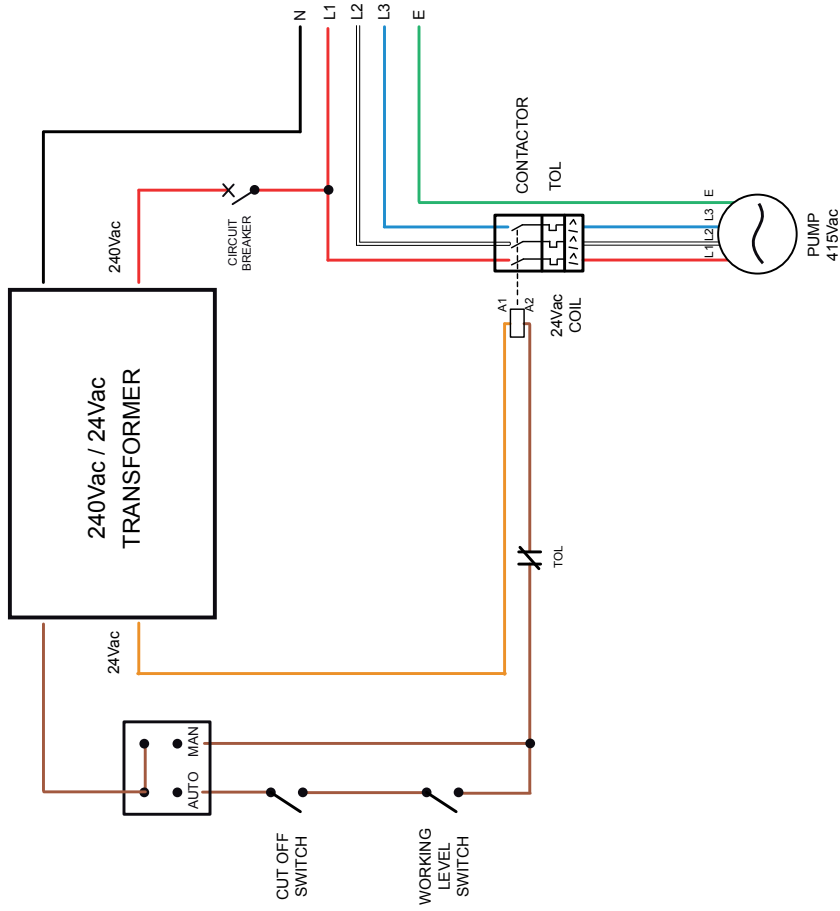 N
L1
L2
L3
E
240Vac
CIRCUIT
BREAKER
240Vac / 24Vac
TRANSFORMER
CONTACTOR
TOL
A1
A2
24Vac
COIL
L1
L2
L3
E
PUMP
415Vac
TOL
24Vac
AUTO
MAN
CUT OFF
SWITCH
WORKING
LEVEL
SWITCH